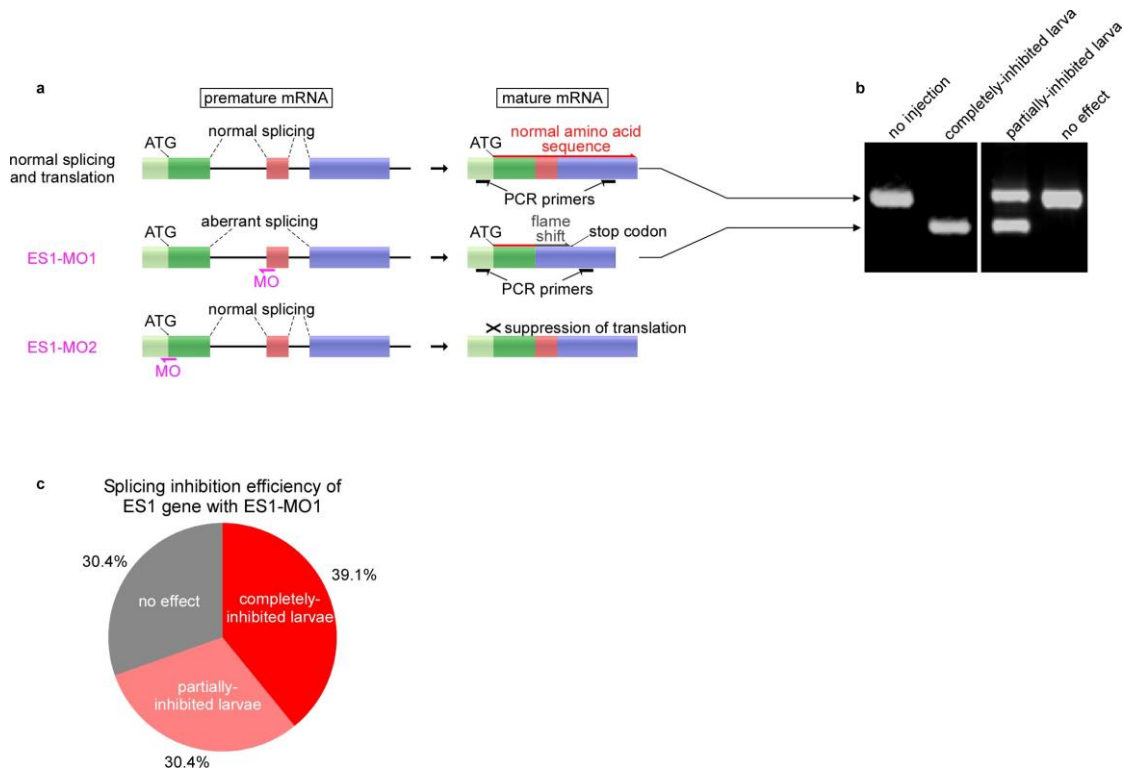 a
premature mRNA
mature mRNA
normal splicing and translation
ATG
normal splicing
ATG
normal amino acid
sequence
PCR primers
ES1-MO1
ATG
aberrant splicing
MO
ATG
flame
shift
stop codon
PCR primers
ES1-MO2
ATG
normal splicing
MO
suppression of translation
b
no injection
completely-inhibited larva
partially-inhibited larva
no effect
c
Splicing inhibition efficiency of
ES1 gene with ES1-MO1
30.4%
no effect
39.1%
completely-
inhibited larvae
partially-
inhibited larvae
30.4%